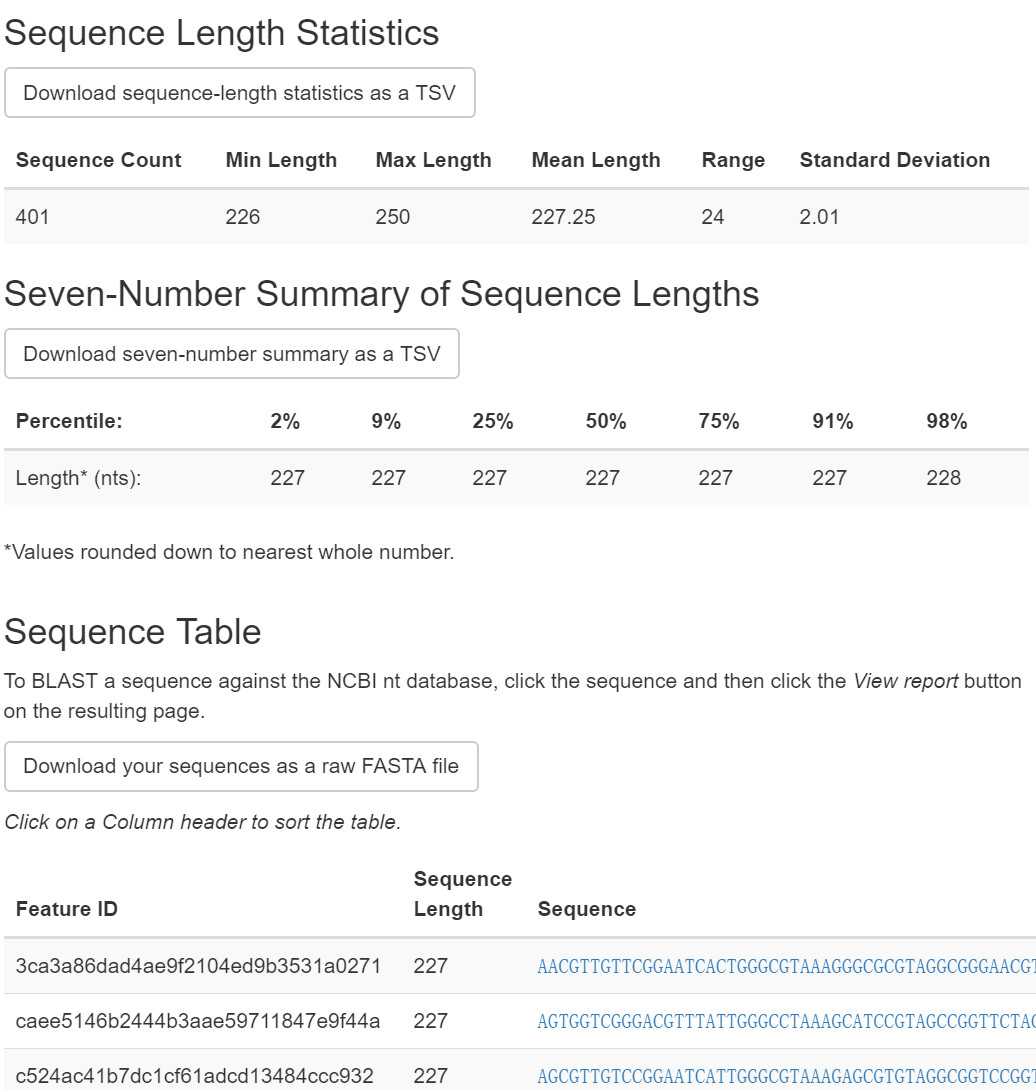 Sequence Length Statistics
Download sequence-length statistics as a TSV
Sequence Count Min Length Max Length Mean Length Range Standard Deviation
401 226 250 227.25 24 2.01
Seven-Number Summary of Sequence Lengths
Download seven-number summary as a TSV
Percentile: 2% 9% 25% 50% 75% 91% 98%
Length* (nts): 227 227 227 227 227 227 228
*Values rounded down to nearest whole number.
Sequence Table
To BLAST a sequence against the NCBI nt database, click the sequence and then click the View report button
on the resulting page.
Download your sequences as a raw FASTA file
Click on a Column header to sort the table.
Feature ID Sequence Length Sequence
3ca3a86dad4ae9f2104ed9b3531a0271 227 AACGTTGTTCGGAATCACTGGGCGTAAAGGGCGCGTAGGCGGGAACGT
caee5146b2444b3aae59711847e9f44a 227 AGTGGTCGGGACGTTTATTGGGCCTAAAGCATCCGTAGCCGGTTCTAC
c524ac41b7dc1cf61adcd13484ccc932 227 AGCGTTGTCCGGAATCATTGGGCGTAAAGAGCGTGTAGGCGGTCCGGT